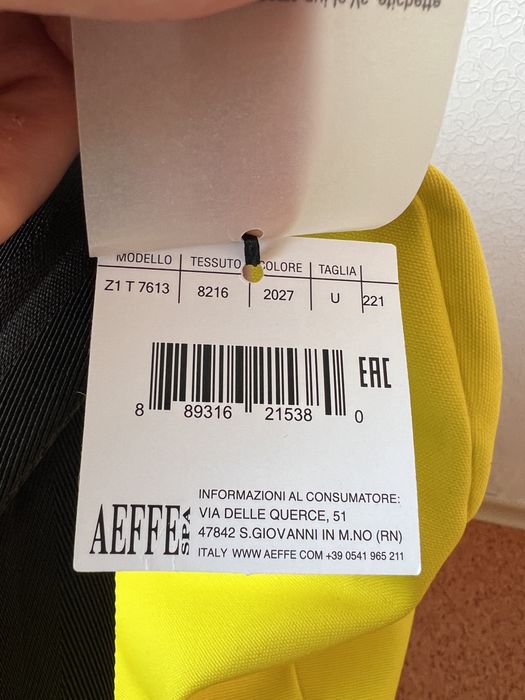 etichette
MODELLO TESSUTO COLORE TAGLIA
Z1 T 7613 8216 2027 U 221
EAC
8 89316 21538 0
INFORMAZIONI AL CONSUMATORE:
VIA DELLE QUERCE, 51
AEFFE SPA
47842 S.GIOVANNI IN M.NO (RN)
ITALY WWW.AEFFE COM +39 0541 965 211